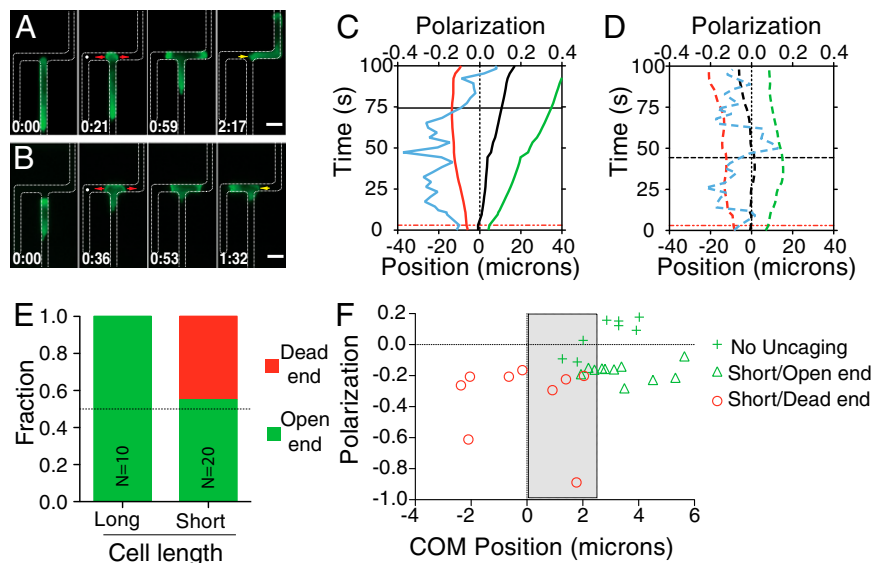 A
0:00
0:21
0:59
2:17
B
0:00
0:36
0:53
1:32
C
Polarization
-0.4 -0.2 0.0 0.2 0.4
Time (s)
100
75
50
25
0
-40 -20 0 20 40
Position (microns)
D
Polarization
-0.4 -0.2 0.0 0.2 0.4
Time (s)
100
75
50
25
0
-40 -20 0 20 40
Position (microns)
E
Fraction
1.0
0.8
0.6
0.4
0.2
0.0
N=10
N=20
Long Short
Cell length
Dead
end
Open
end
F
Polarization
0.2
0.0
-0.2
-0.4
-0.6
-0.8
-1.0
-4 -2 0 2 4 6
COM Position (microns)
No Uncaging
Short/Open end
Short/Dead end